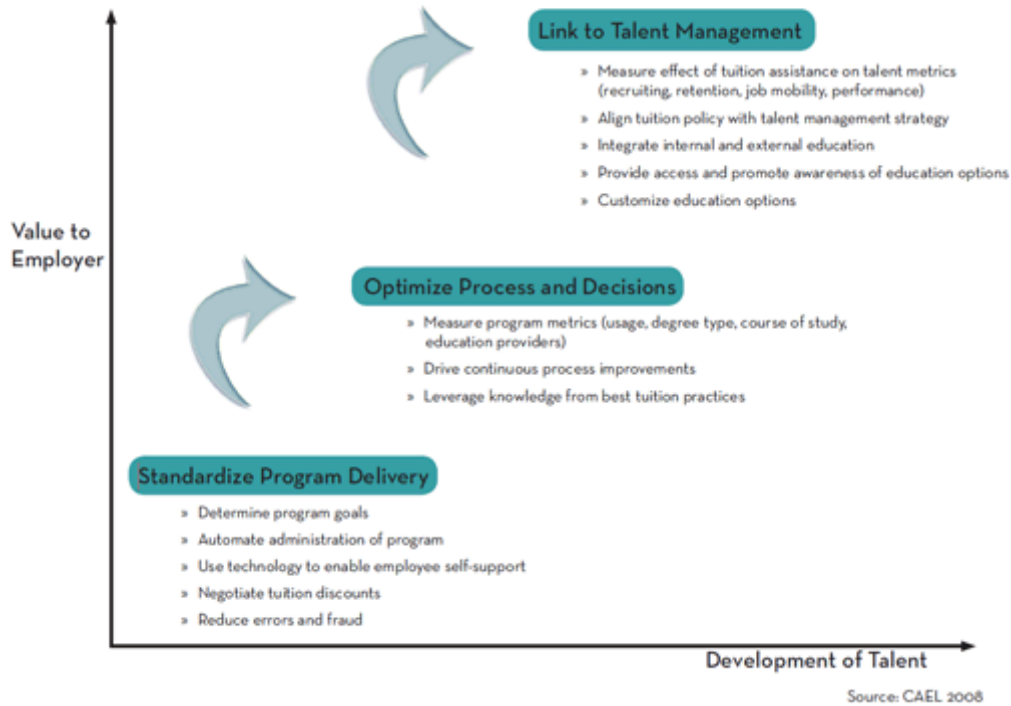 Link to Talent Management
» Measure effect of tuition assistance on talent metrics
(recruiting, retention, job mobility, performance)
» Align tuition policy with talent management strategy
» Integrate internal and external education
» Provide access and promote awareness of education options
» Customize education options
Value to
Employer
Optimize Process and Decisions
» Measure program metrics (usage, degree type, course of study,
education providers)
» Drive continuous process improvements
» Leverage knowledge from best tuition practices
Standardize Program Delivery
» Determine program goals
» Automate administration of program
» Use technology to enable employee self-support
» Negotiate tuition discounts
» Reduce errors and fraud
Development of Talent
Source: CAEL 2008